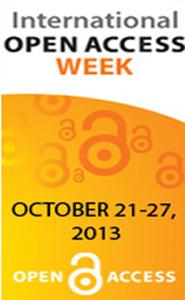 International
OPEN ACCESS
WEEK
OCTOBER 21-27,
2013
OPEN ACCESS